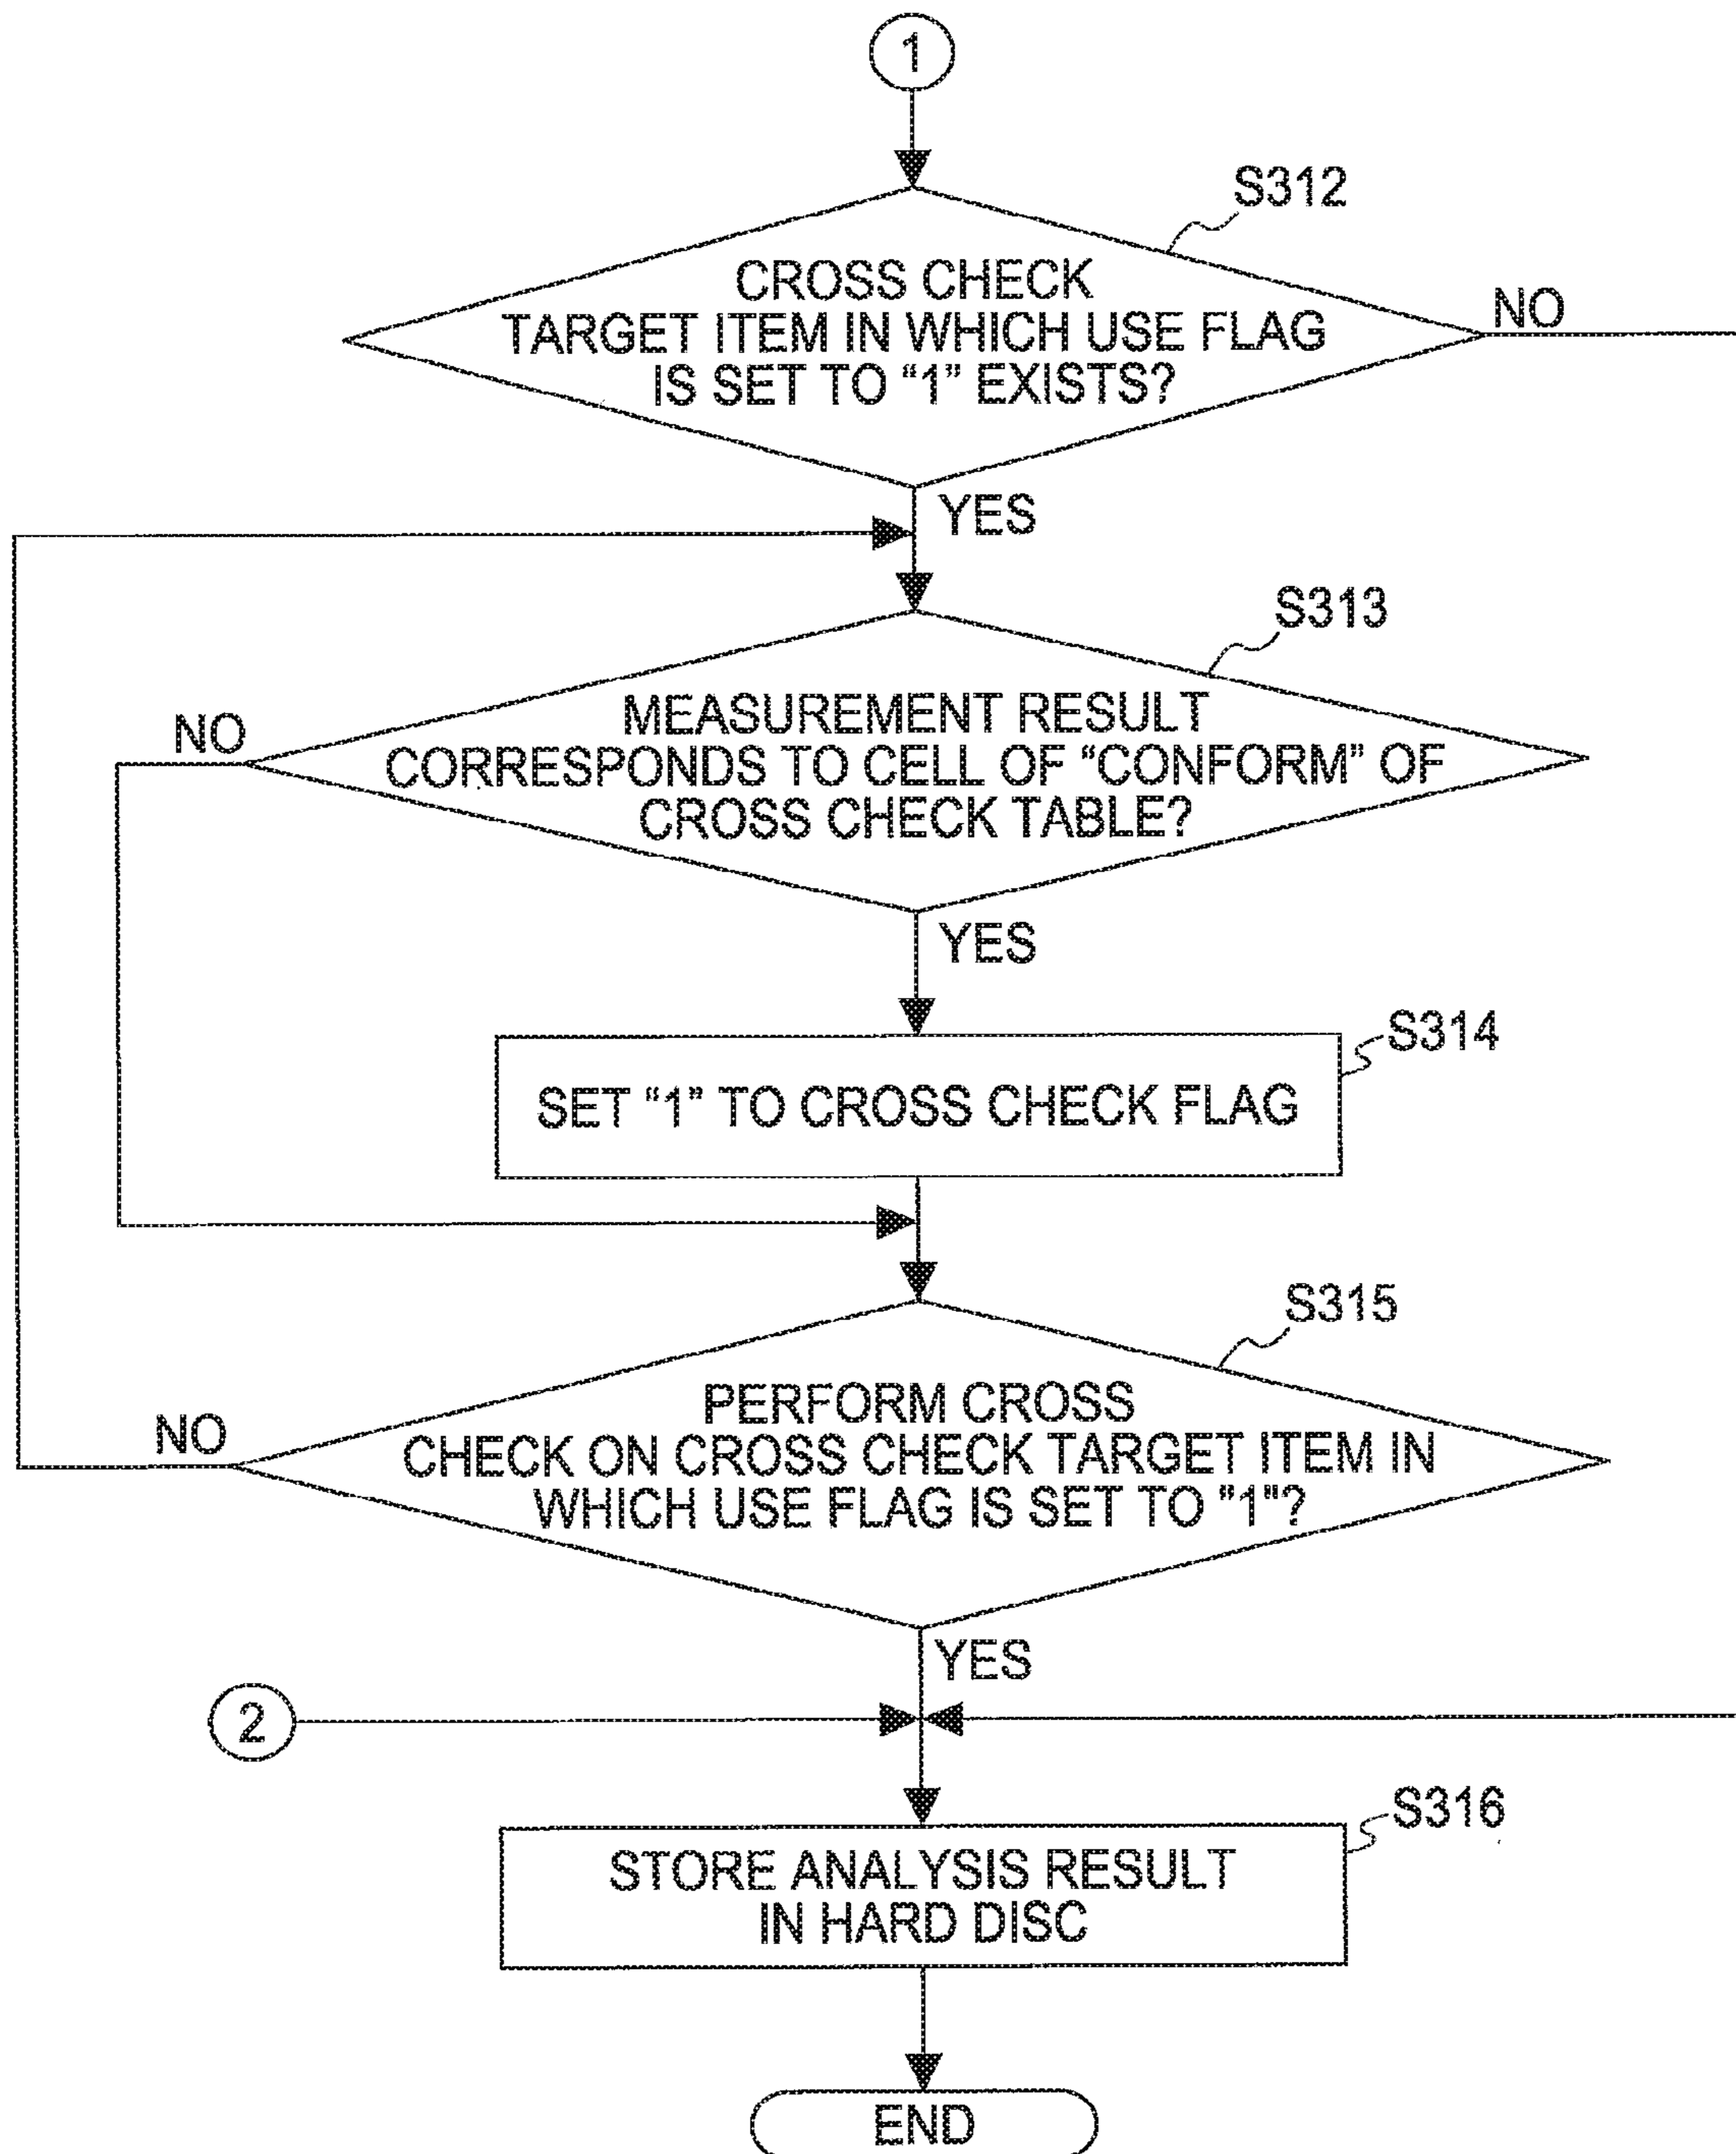 1
S312
CROSS CHECK
TARGET ITEM IN WHICH USE FLAG
IS SET TO “1” EXISTS?
NO
YES
S313
MEASUREMENT RESULT
CORRESPONDS TO CELL OF “CONFORM” OF
CROSS CHECK TABLE?
NO
YES
S314
SET “1” TO CROSS CHECK FLAG
S315
PERFORM CROSS
CHECK ON CROSS CHECK TARGET ITEM IN
WHICH USE FLAG IS SET TO "1"?
NO
YES
2
S316
STORE ANALYSIS RESULT
IN HARD DISC
END